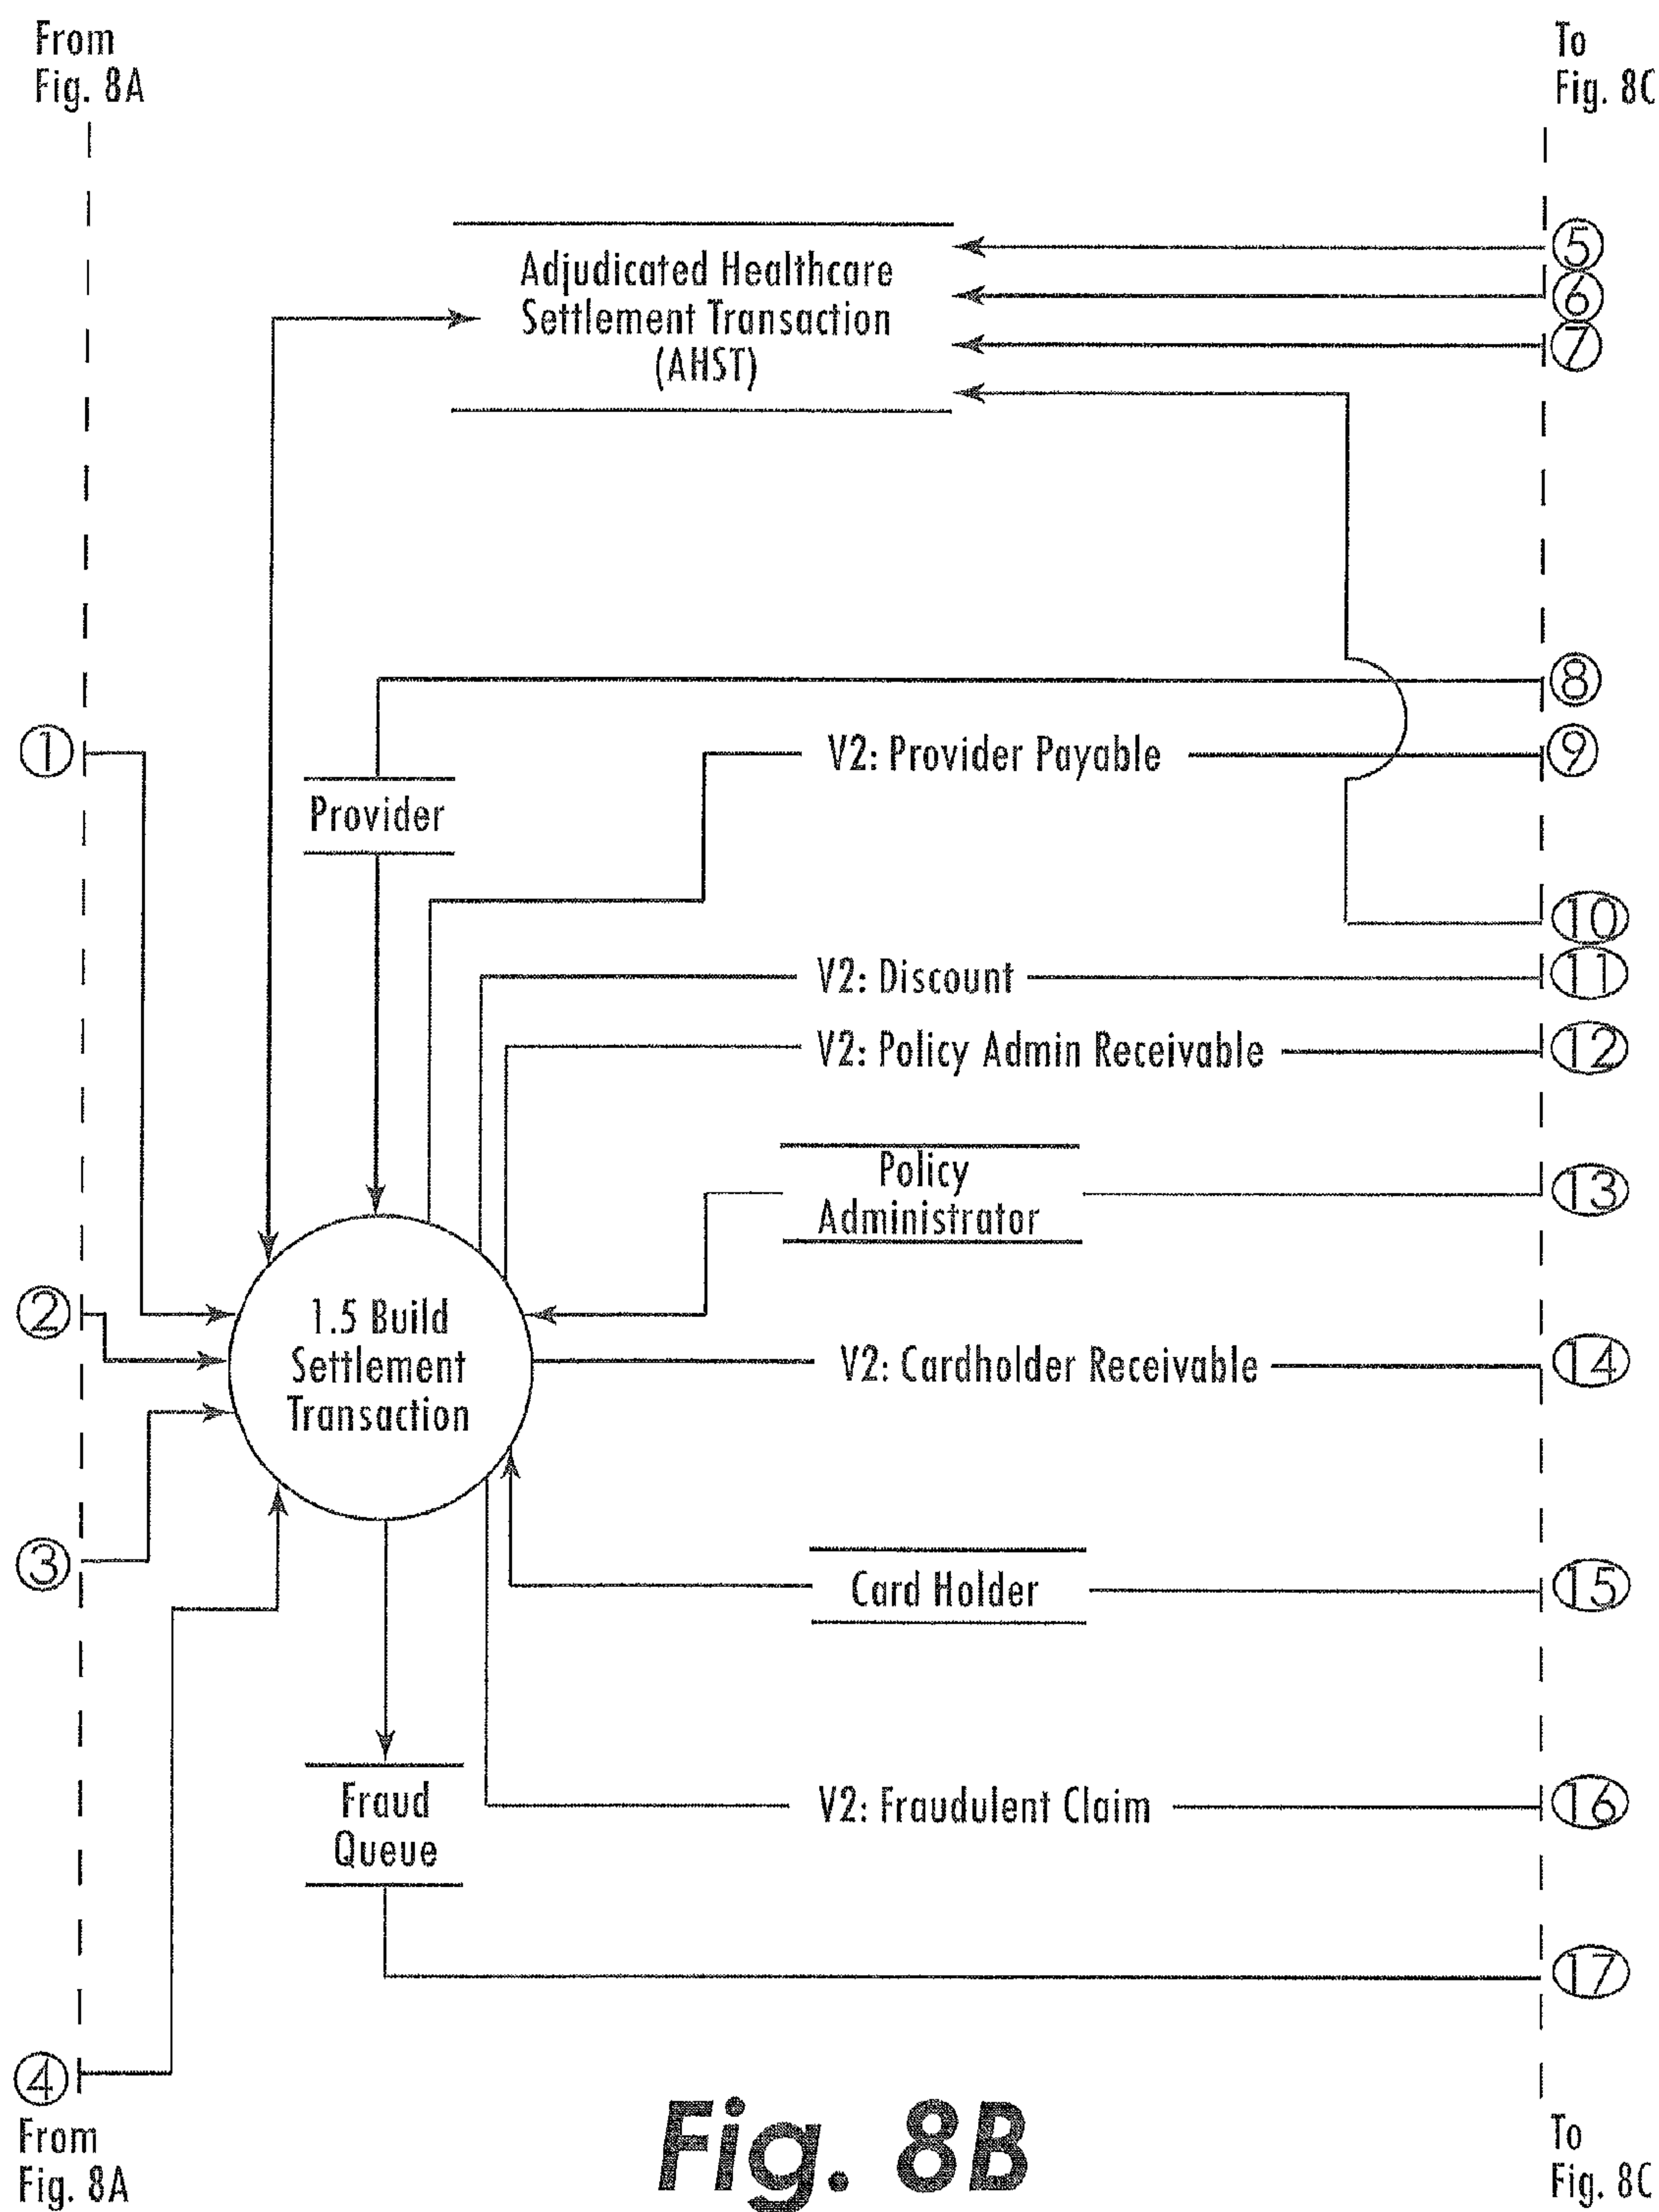 From
Fig. 8A
To
Fig. 8C
Adjudicated Healthcare
Settlement Transaction
(AHST)
5
6
7
8
1
V2: Provider Payable
9
Provider
10
V2: Discount
11
V2: Policy Admin Receivable
12
Policy
Administrator
13
2
1.5 Build
Settlement
Transaction
V2: Cardholder Receivable
14
3
Card Holder
15
Fraud
Queue
V2: Fraudulent Claim
16
17
4
From
Fig. 8A
Fig. 8B
To
Fig. 8C